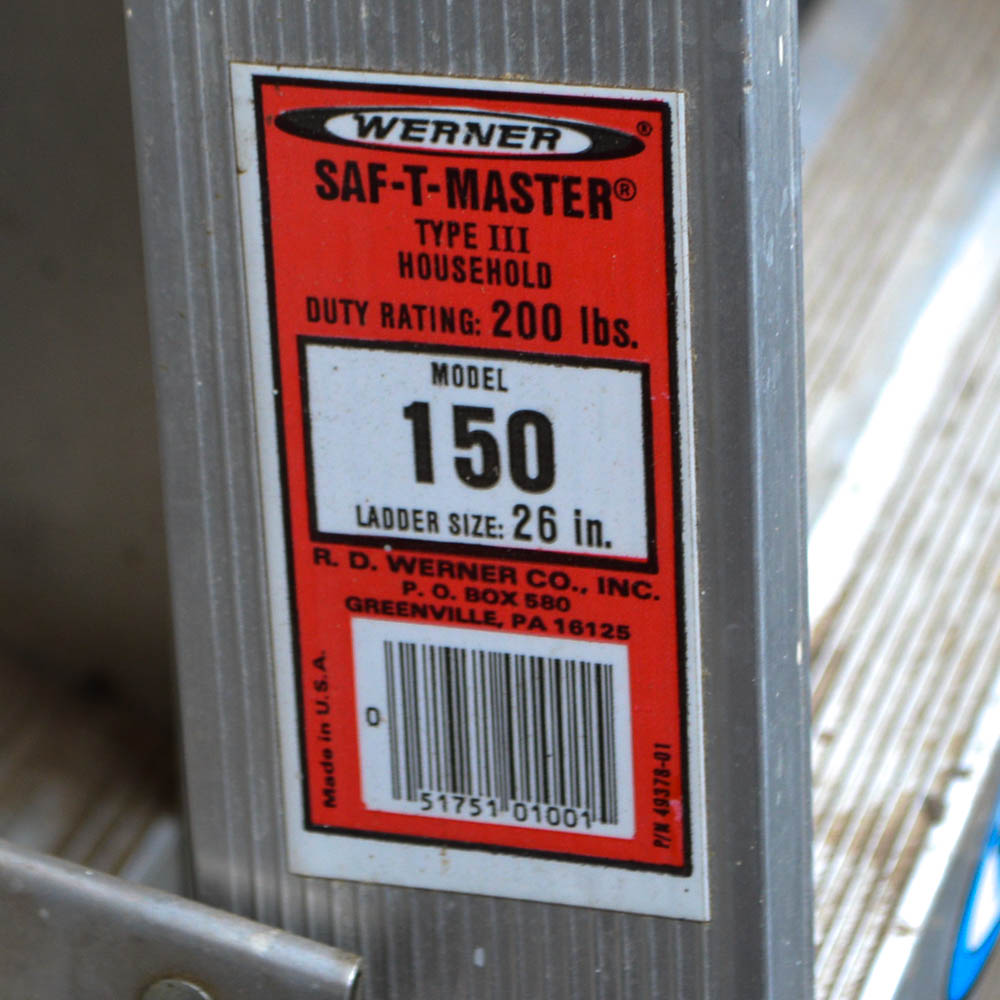 WERNER®
SAF-T-MASTER®
TYPE III
HOUSEHOLD
DUTY RATING: 200 lbs.
MODEL
150
LADDER SIZE: 26 in.
R. D. WERNER CO., INC.
P. O. BOX 580
GREENVILLE, PA 16125
Made in U.S.A.
0 51751 01001
P/N 49378-01